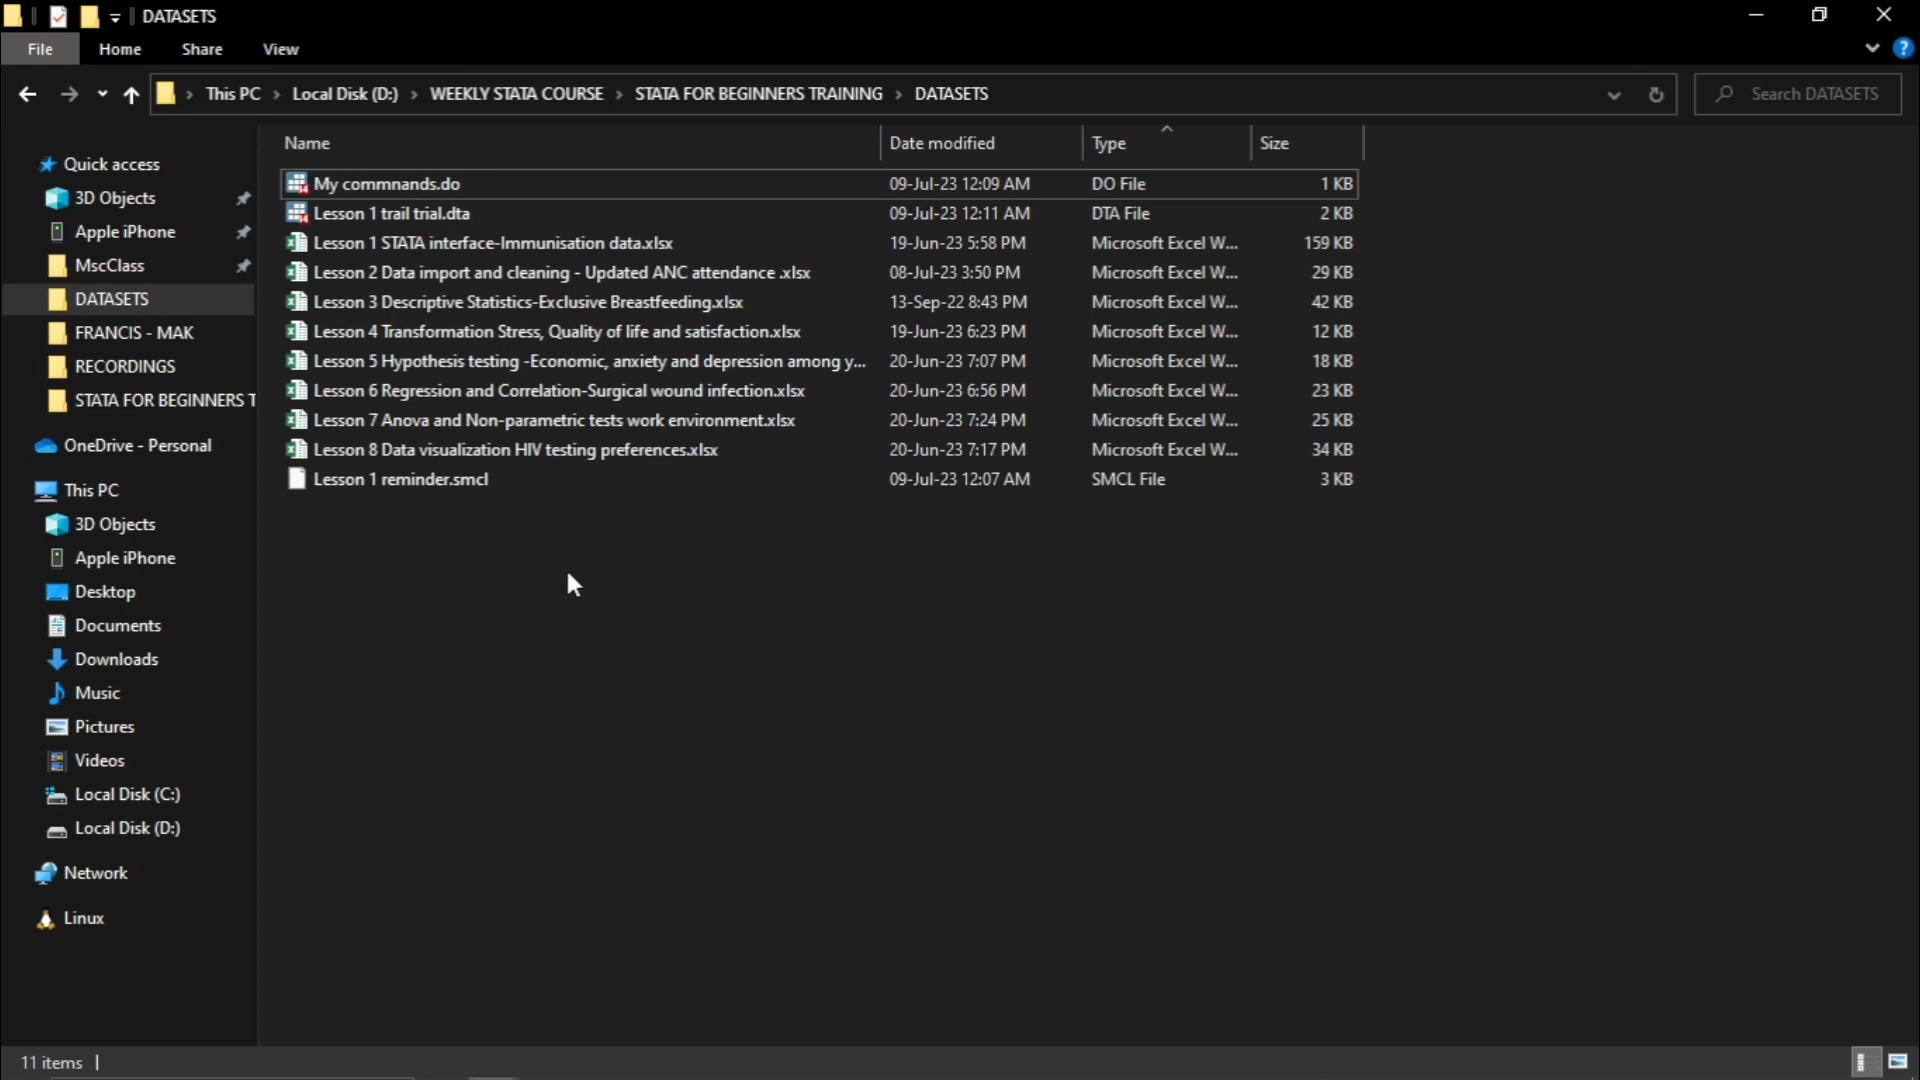 DATASETS
File Home Share View
This PC Local Disk (D:) WEEKLY STATA COURSE STATA FOR BEGINNERS TRAINING DATASETS Search DATASETS
Name Date modified Type Size
My commnands.do 09-Jul-23 12:09 AM DO File 1 KB
Lesson 1 trail trial.dta 09-Jul-23 12:11 AM DTA File 2 KB
Lesson 1 STATA interface-Immunisation data.xlsx 19-Jun-23 5:58 PM Microsoft Excel W... 159 KB
Lesson 2 Data import and cleaning - Updated ANC attendance .xlsx 08-Jul-23 3:50 PM Microsoft Excel W... 29 KB
Lesson 3 Descriptive Statistics-Exclusive Breastfeeding.xlsx 13-Sep-22 8:43 PM Microsoft Excel W... 42 KB
Lesson 4 Transformation Stress, Quality of life and satisfaction.xlsx 19-Jun-23 6:23 PM Microsoft Excel W... 12 KB
Lesson 5 Hypothesis testing -Economic, anxiety and depression among y... 20-Jun-23 7:07 PM Microsoft Excel W... 18 KB
Lesson 6 Regression and Correlation-Surgical wound infection.xlsx 20-Jun-23 6:56 PM Microsoft Excel W... 23 KB
Lesson 7 Anova and Non-parametric tests work environment.xlsx 20-Jun-23 7:24 PM Microsoft Excel W... 25 KB
Lesson 8 Data visualization HIV testing preferences.xlsx 20-Jun-23 7:17 PM Microsoft Excel W... 34 KB
Lesson 1 reminder.smcl 09-Jul-23 12:07 AM SMCL File 3 KB
Quick access
3D Objects
Apple iPhone
MscClass
DATASETS
FRANCIS - MAK
RECORDINGS
STATA FOR BEGINNERS T
OneDrive - Personal
This PC
3D Objects
Apple iPhone
Desktop
Documents
Downloads
Music
Pictures
Videos
Local Disk (C:)
Local Disk (D:)
Network
Linux
11 items